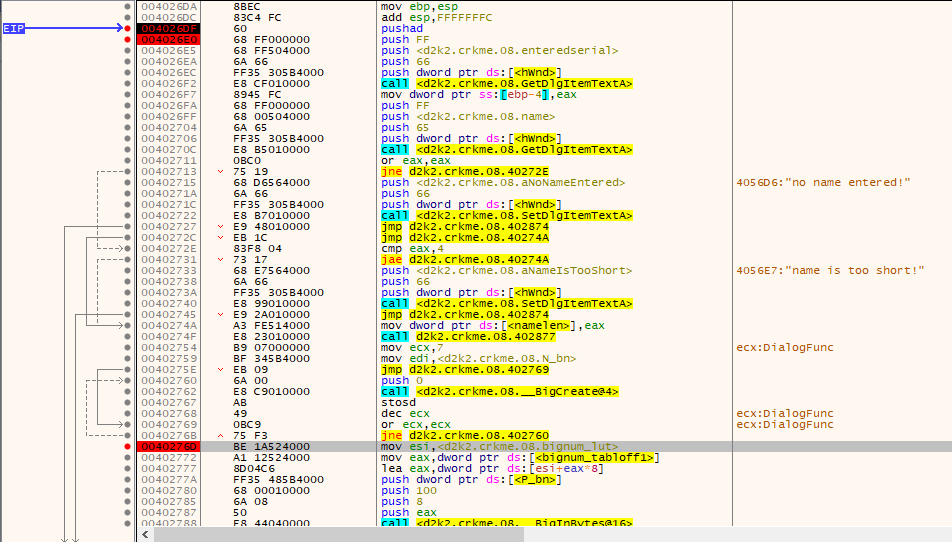 004026DA 8BEC mov ebp,esp
004026DC 83C4 FC add esp,FFFFFFFC
EIP 004026DF 60 pushad
004026E0 68 FF000000 push FF
004026E5 68 FF504000 push <d2k2.crkme.08.enteredserial>
004026EA 6A 66 push 66
004026EC FF35 305B4000 push dword ptr ds:[<hWnd>]
004026F2 E8 CF010000 call <d2k2.crkme.08.GetDlgItemTextA>
004026F7 8945 FC mov dword ptr ss:[ebp-4],eax
004026FA 68 FF000000 push FF
004026FF 68 00504000 push <d2k2.crkme.08.name>
00402704 6A 65 push 65
00402706 FF35 305B4000 push dword ptr ds:[<hWnd>]
0040270C E8 B5010000 call <d2k2.crkme.08.GetDlgItemTextA>
00402711 0BC0 or eax,eax
00402713 75 19 jne d2k2.crkme.08.40272E
00402715 68 D6564000 push <d2k2.crkme.08.aNoNameEntered> 4056D6:"no name entered!"
0040271A 6A 66 push 66
0040271C FF35 305B4000 push dword ptr ds:[<hWnd>]
00402722 E8 B7010000 call <d2k2.crkme.08.SetDlgItemTextA>
00402727 E9 48010000 jmp d2k2.crkme.08.402874
0040272C EB 1C jmp d2k2.crkme.08.40274A
0040272E 83F8 04 cmp eax,4
00402731 73 17 jae d2k2.crkme.08.40274A
00402733 68 E7564000 push <d2k2.crkme.08.aNameIsTooShort> 4056E7:"name is too short!"
00402738 6A 66 push 66
0040273A FF35 305B4000 push dword ptr ds:[<hWnd>]
00402740 E8 99010000 call <d2k2.crkme.08.SetDlgItemTextA>
00402745 E9 2A010000 jmp d2k2.crkme.08.402874
0040274A A3 FE514000 mov dword ptr ds:[<namelen>],eax
0040274F E8 23010000 call d2k2.crkme.08.402877
00402754 B9 07000000 mov ecx,7 ecx:DialogFunc
00402759 BF 345B4000 mov edi,<d2k2.crkme.08.N_bn>
0040275E EB 09 jmp d2k2.crkme.08.402769
00402760 6A 00 push 0
00402762 E8 C9010000 call <d2k2.crkme.08.__BigCreate@4>
00402767 AB stosd
00402768 49 dec ecx ecx:DialogFunc
00402769 0BC9 or ecx,ecx ecx:DialogFunc
0040276B 75 F3 jne d2k2.crkme.08.402760
0040276D BE 1A524000 mov esi,<d2k2.crkme.08.bignum_lut>
00402772 A1 12524000 mov eax,dword ptr ds:[<bignum_tabloff1>]
00402777 8D04C6 lea eax,dword ptr ds:[esi+eax*8]
0040277A FF35 485B4000 push dword ptr ds:[<P_bn>]
00402780 68 00010000 push 100
00402785 6A 08 push 8
00402787 50 push eax
00402788 E8 44040000 call <d2k2.crkme.08.__BigInBytes@16>